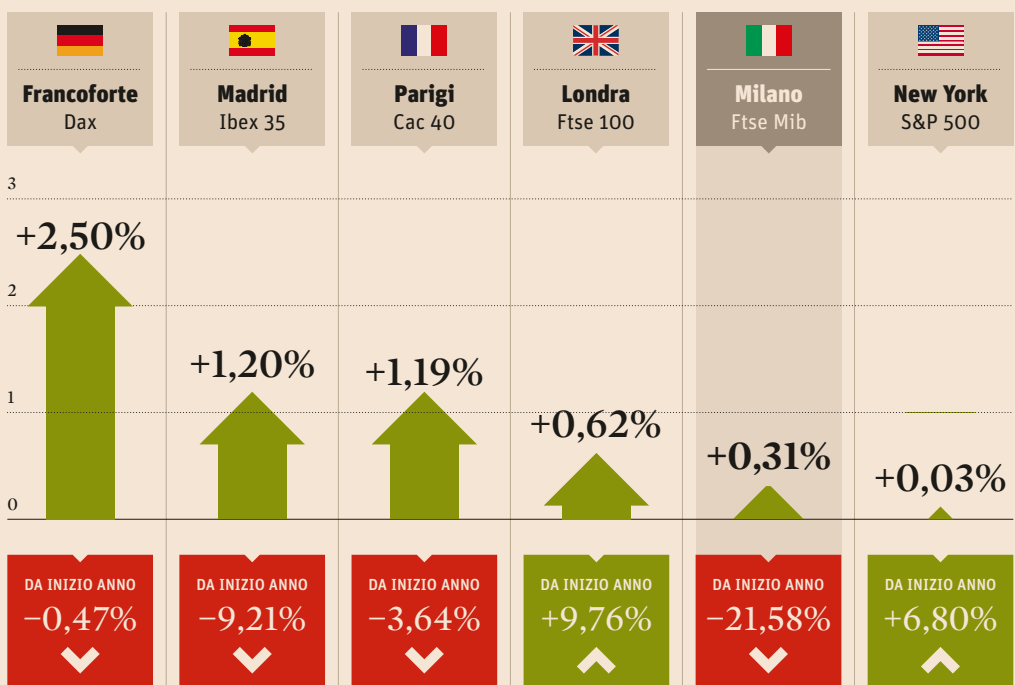 Francoforte
Dax
Madrid
Ibex 35
Parigi
Cac 40
Londra
Ftse 100
Milano
Ftse Mib
New York
S&P 500
3
2
1
0
+2,50%
+1,20%
+1,19%
+0,62%
+0,31%
+0,03%
DA INIZIO ANNO
−0,47%
DA INIZIO ANNO
−9,21%
DA INIZIO ANNO
−3,64%
DA INIZIO ANNO
+9,76%
DA INIZIO ANNO
−21,58%
DA INIZIO ANNO
+6,80%